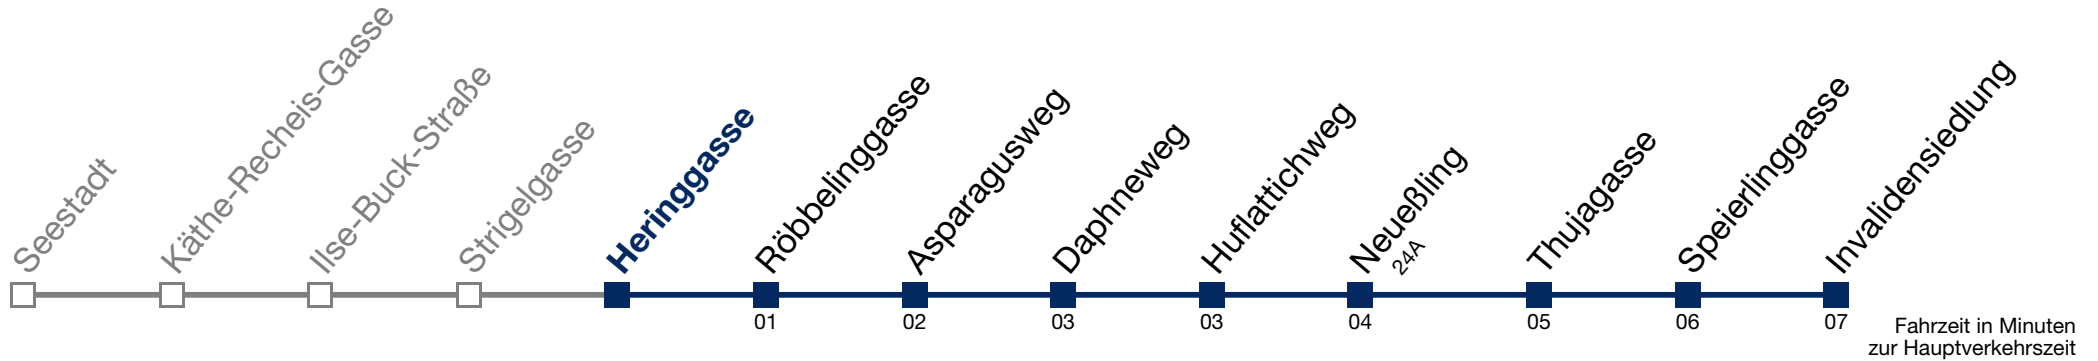 Seestadt
Käthe-Recheis-Gasse
Ilse-Buck-Straße
Strigelgasse
Heringgasse
Röbbelinggasse
Asparagusweg
Daphneweg
Huflattichweg
Neueßling
24A
Thujagasse
Speierlinggasse
Invalidensiedlung
01
02
03
03
04
05
06
07
Fahrzeit in Minuten
zur Hauptverkehrszeit